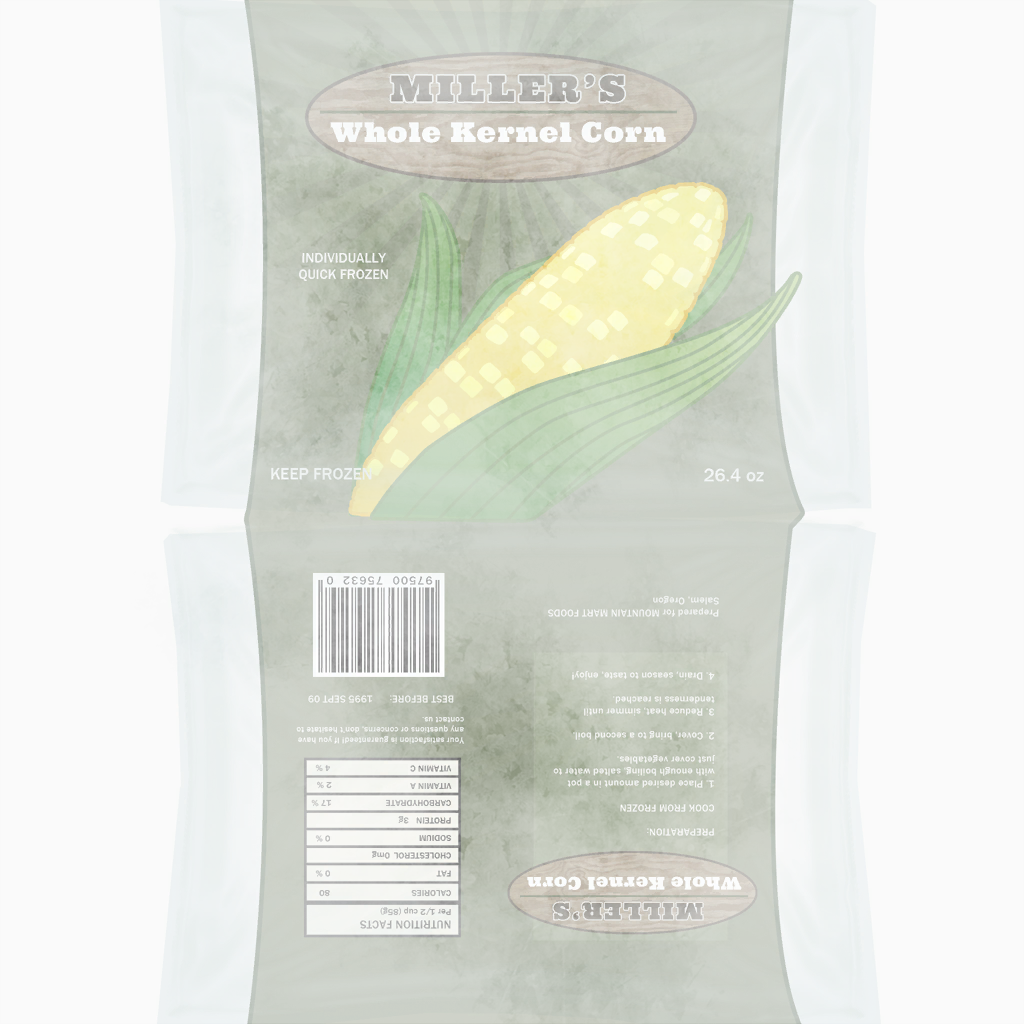 MILLER'S
Whole Kernel Corn
INDIVIDUALLY
QUICK FROZEN
KEEP FROZEN
26.4 oz
MILLER'S
Whole Kernel Corn
PREPARATION:
COOK FROM FROZEN
1. Place desired amount in a pot
with enough boiling, salted water to
just cover vegetables.
2. Cover, bring to a second boil.
3. Reduce heat, simmer until
tenderness is reached.
4. Drain, season to taste, enjoy!
Prepared for MOUNTAIN MART FOODS
Salem, Oregon
NUTRITION FACTS
Per 1/2 cup (85g)
CALORIES 80
FAT 0 %
CHOLESTEROL 0mg
SODIUM 0 %
PROTEIN 3g
CARBOHYDRATE 17 %
VITAMIN A 2 %
VITAMIN C 4 %
Your satisfaction is guaranteed! If you have
any questions or concerns, don't hesitate to
contact us.
BEST BEFORE: 1995 SEPT 09
97500 75632 0